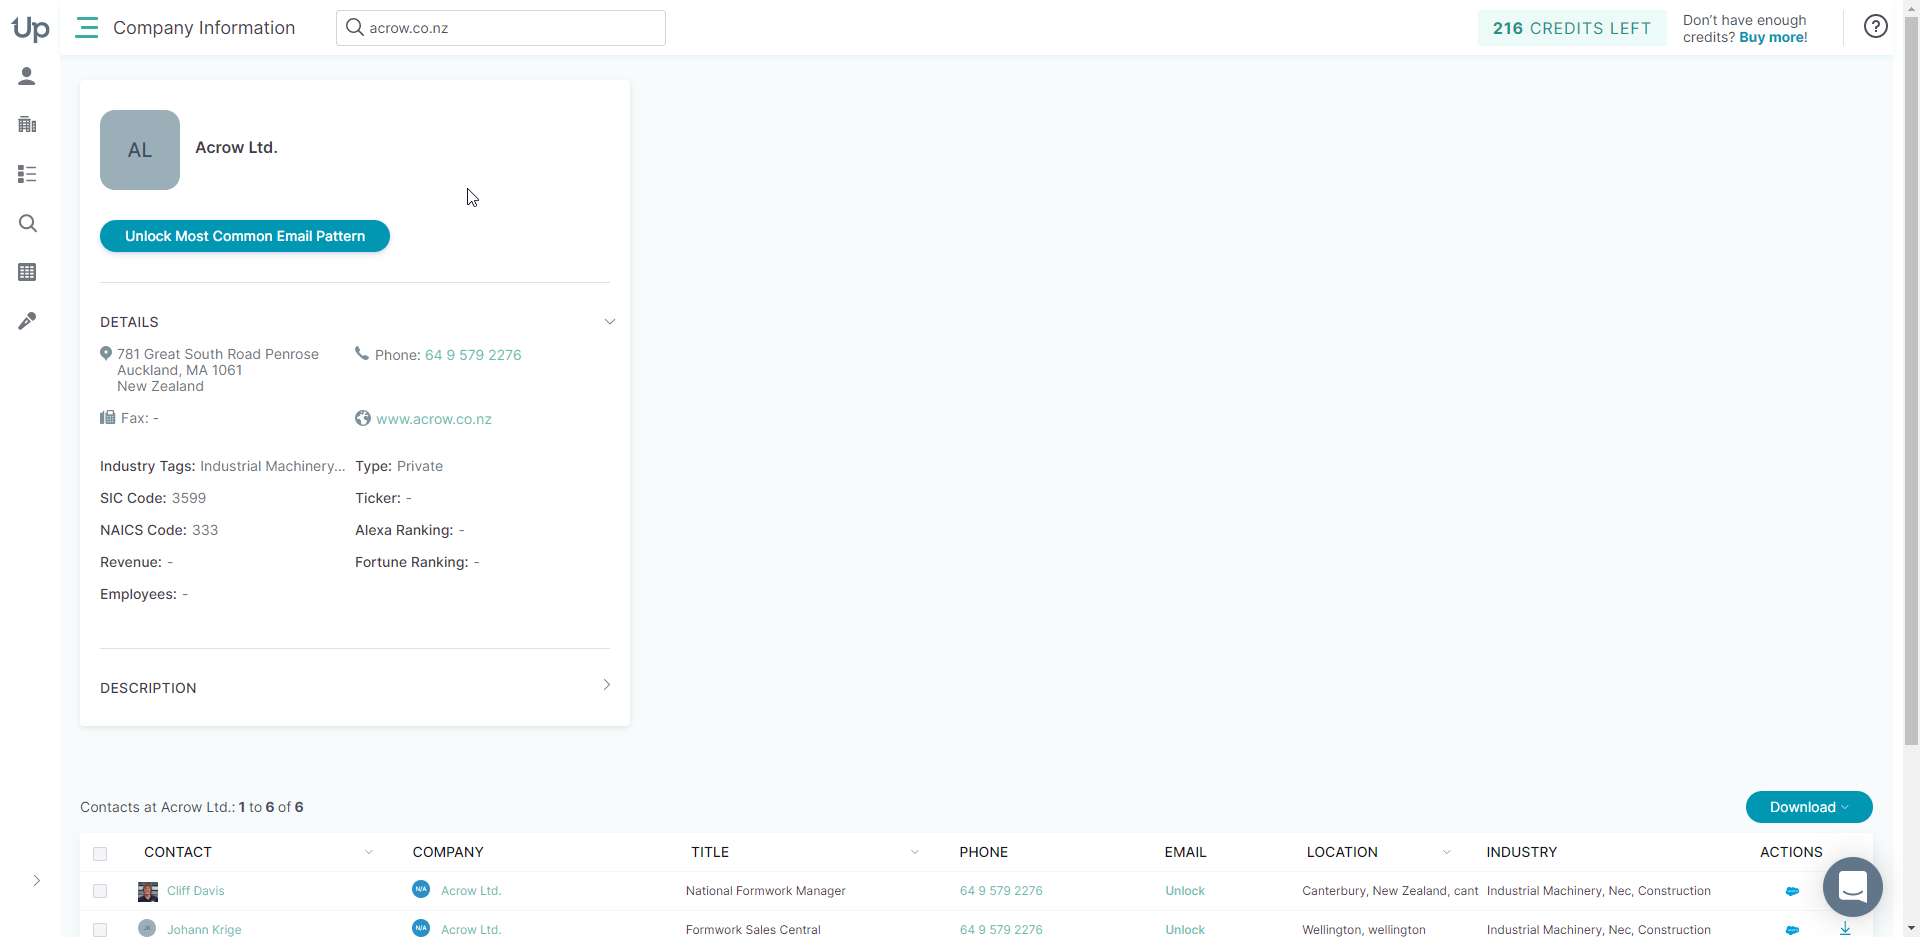 Up
Company Information
acrow.co.nz
216 CREDITS LEFT
Don't have enough
credits? Buy more!
?
AL
Acrow Ltd.
Unlock Most Common Email Pattern
DETAILS
781 Great South Road Penrose
Auckland, MA 1061
New Zealand
Phone: 64 9 579 2276
Fax: -
www.acrow.co.nz
Industry Tags: Industrial Machinery...
Type: Private
SIC Code: 3599
Ticker: -
NAICS Code: 333
Alexa Ranking: -
Revenue: -
Fortune Ranking: -
Employees: -
DESCRIPTION
Contacts at Acrow Ltd.: 1 to 6 of 6
Download
CONTACT COMPANY TITLE PHONE EMAIL LOCATION INDUSTRY ACTIONS
Cliff Davis N/A Acrow Ltd. National Formwork Manager 64 9 579 2276 Unlock Canterbury, New Zealand, cant Industrial Machinery, Nec, Construction
JK Johann Krige N/A Acrow Ltd. Formwork Sales Central 64 9 579 2276 Unlock Wellington, wellington Industrial Machinery, Nec, Construction